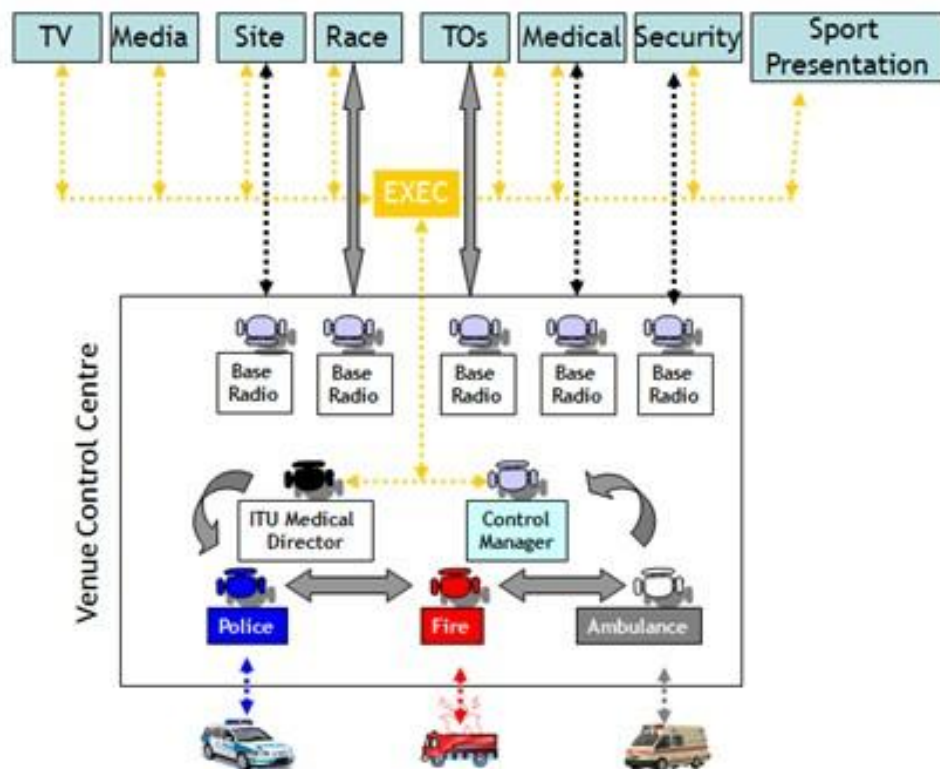 TV
Media
Site
Race
TOs
Medical
Security
Sport
Presentation
EXEC
Venue Control Centre
Base
Radio
Base
Radio
Base
Radio
Base
Radio
Base
Radio
ITU Medical
Director
Control
Manager
Police
Fire
Ambulance